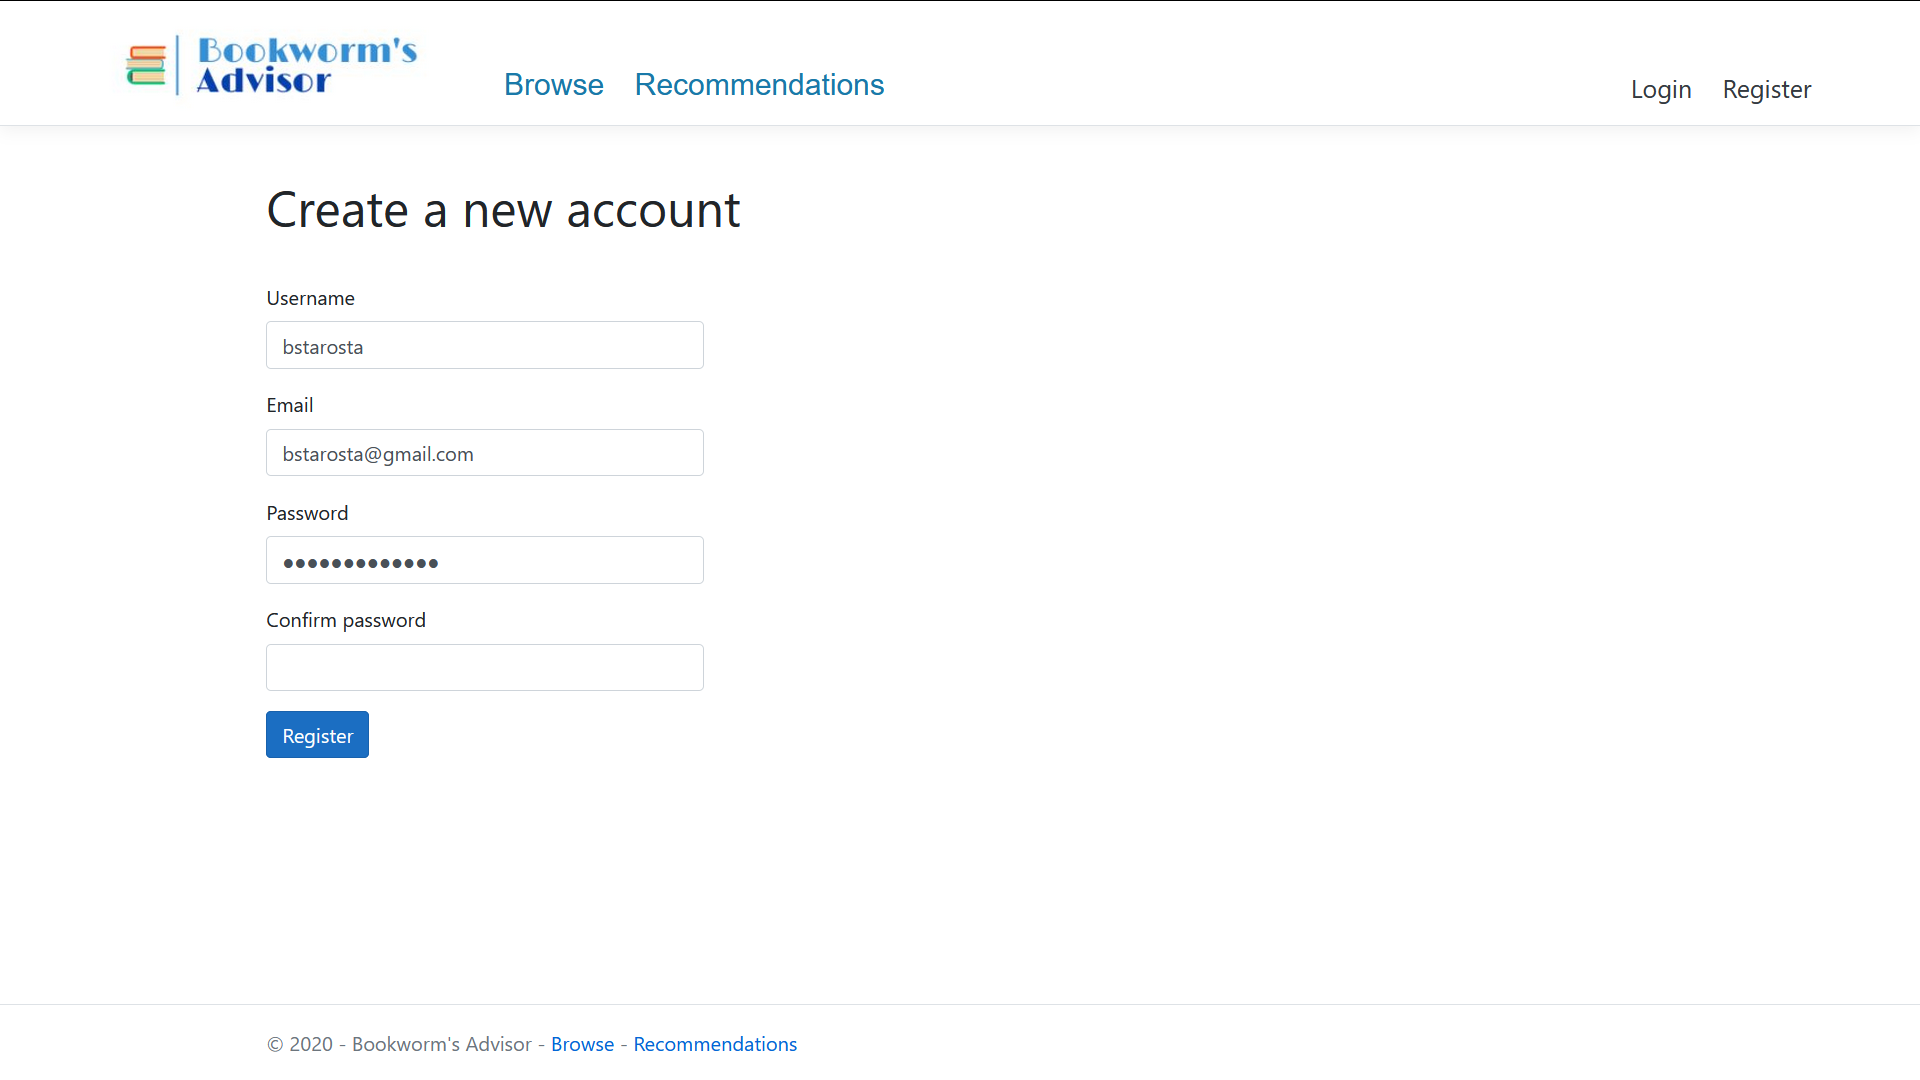 Bookworm's
Advisor
Browse Recommendations
Login Register
Create a new account
Username
bstarosta
Email
bstarosta@gmail.com
Password
●●●●●●●●●●●●●
Confirm password
Register
© 2020 - Bookworm's Advisor - Browse - Recommendations